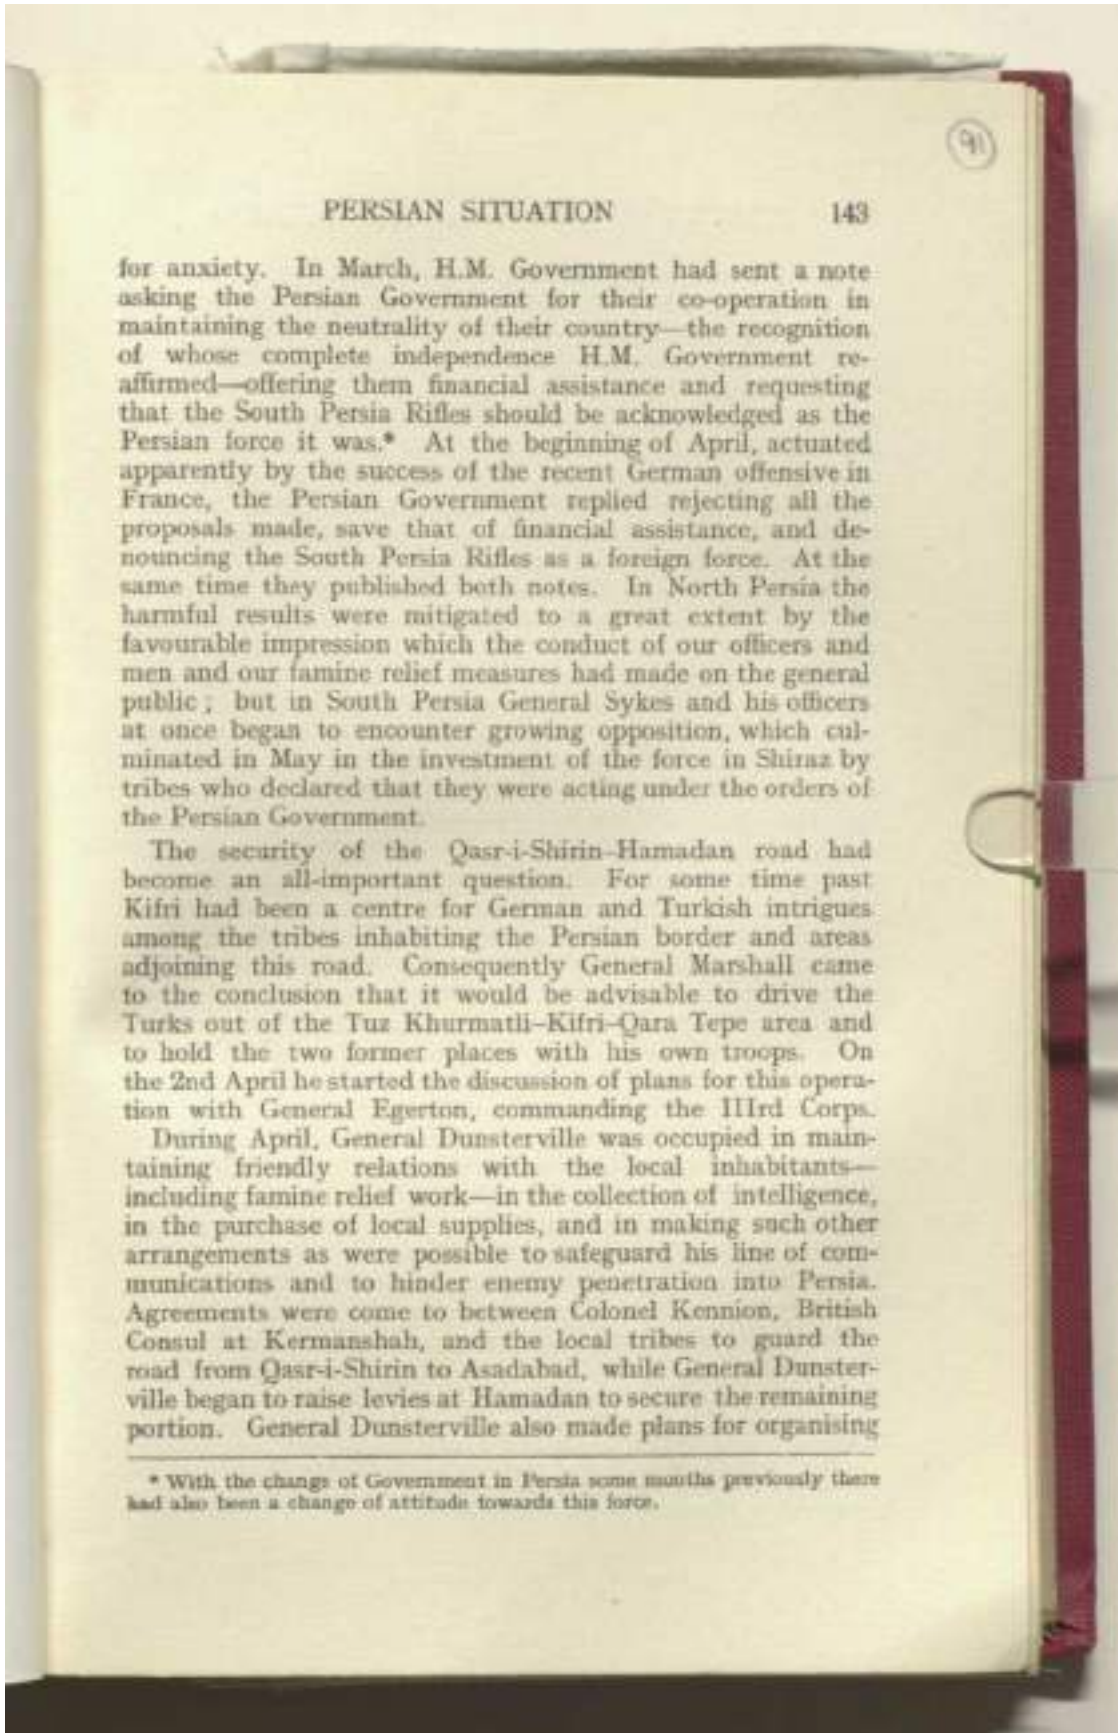 91
PERSIAN SITUATION 143
for anxiety. In March, H.M. Government had sent a note
asking the Persian Government for their co-operation in
maintaining the neutrality of their country—the recognition
of whose complete independence H.M. Government re-
affirmed—offering them financial assistance and requesting
that the South Persia Rifles should be acknowledged as the
Persian force it was.* At the beginning of April, actuated
apparently by the success of the recent German offensive in
France, the Persian Government replied rejecting all the
proposals made, save that of financial assistance, and de-
nouncing the South Persia Rifles as a foreign force. At the
same time they published both notes. In North Persia the
harmful results were mitigated to a great extent by the
favourable impression which the conduct of our officers and
men and our famine relief measures had made on the general
public; but in South Persia General Sykes and his officers
at once began to encounter growing opposition, which cul-
minated in May in the investment of the force in Shiraz by
tribes who declared that they were acting under the orders of
the Persian Government.
The security of the Qasr-i-Shirin–Hamadan road had
become an all-important question. For some time past
Kifri had been a centre for German and Turkish intrigues
among the tribes inhabiting the Persian border and areas
adjoining this road. Consequently General Marshall came
to the conclusion that it would be advisable to drive the
Turks out of the Tuz Khurmatli–Kifri–Qara Tepe area and
to hold the two former places with his own troops. On
the 2nd April he started the discussion of plans for this opera-
tion with General Egerton, commanding the IIIrd Corps.
During April, General Dunsterville was occupied in main-
taining friendly relations with the local inhabitants—
including famine relief work—in the collection of intelligence,
in the purchase of local supplies, and in making such other
arrangements as were possible to safeguard his line of com-
munications and to hinder enemy penetration into Persia.
Agreements were come to between Colonel Kennion, British
Consul at Kermanshah, and the local tribes to guard the
road from Qasr-i-Shirin to Asadabad, while General Dunster-
ville began to raise levies at Hamadan to secure the remaining
portion. General Dunsterville also made plans for organising
* With the change of Government in Persia some months previously there
had also been a change of attitude towards this force.